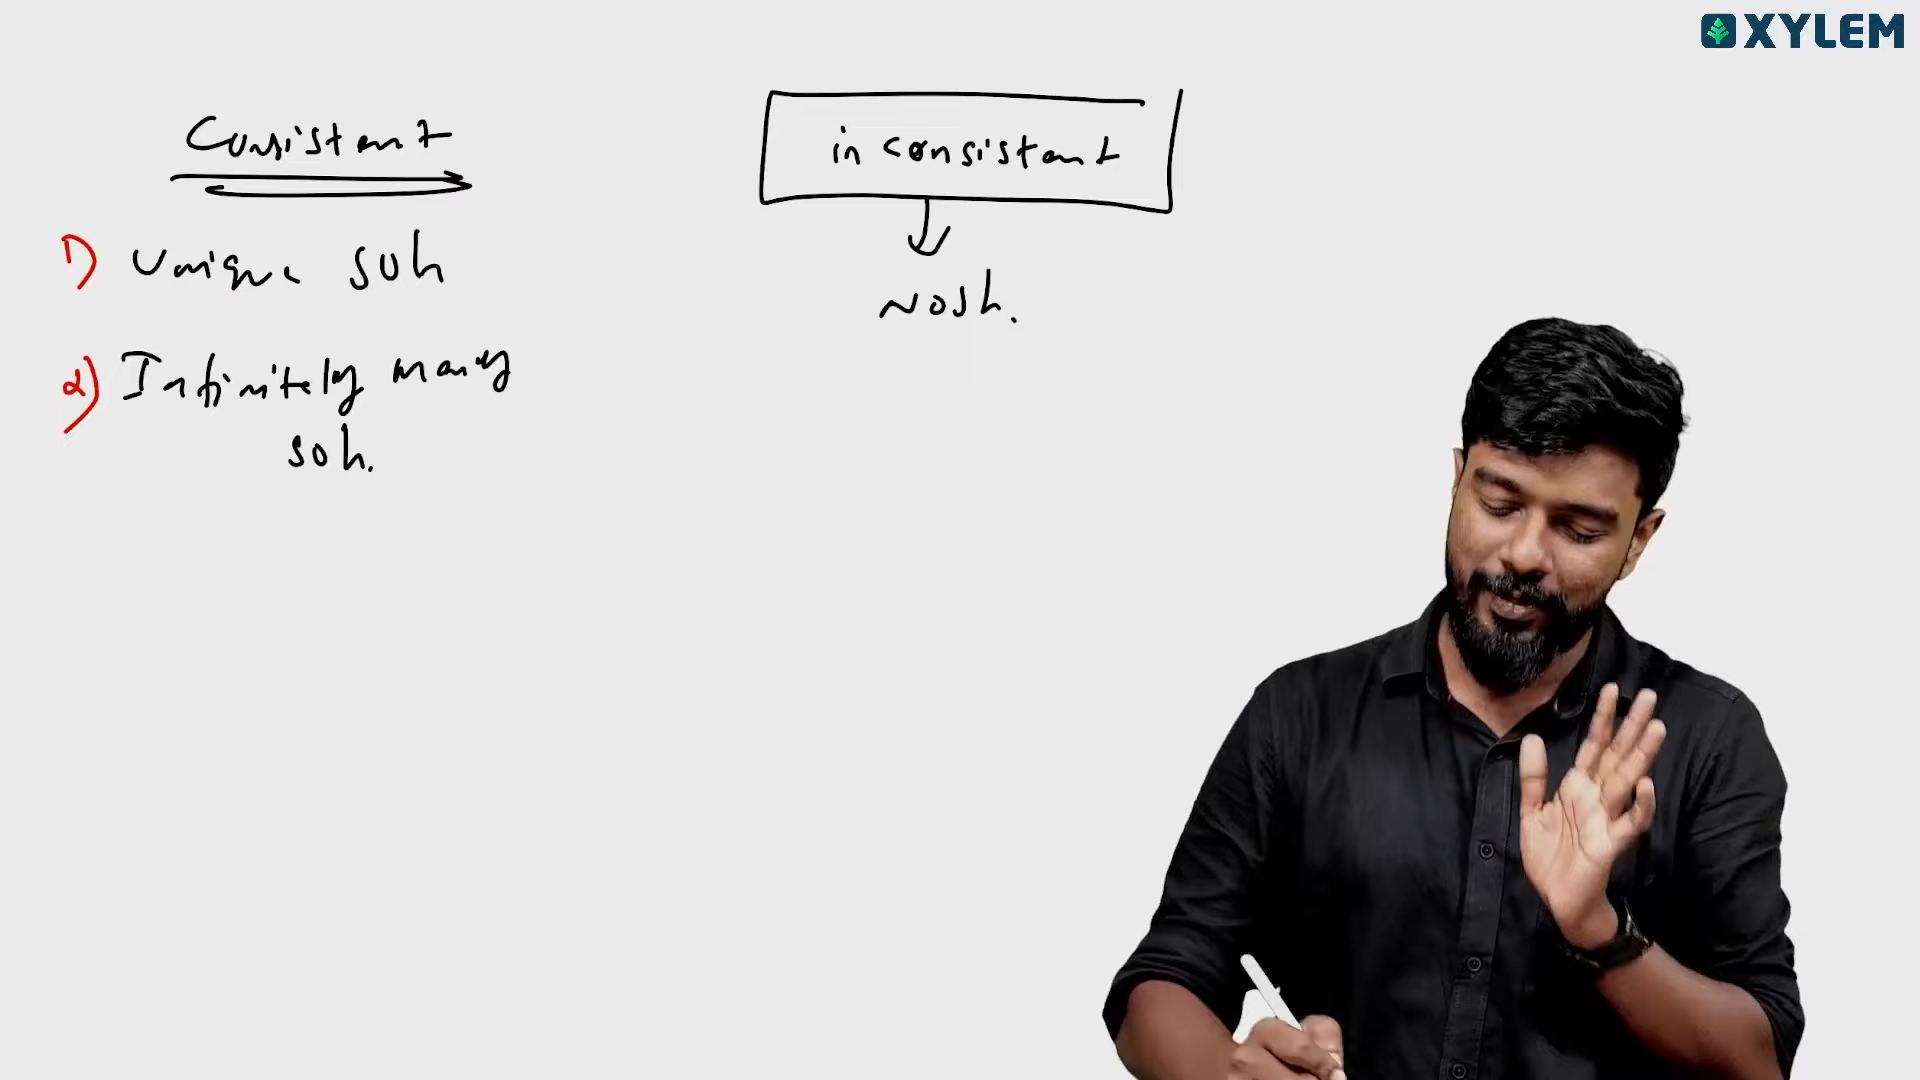 XYLEM
Consistent
1) Unique soln
2) Infinitely many
soln.
inconsistent
No soln.